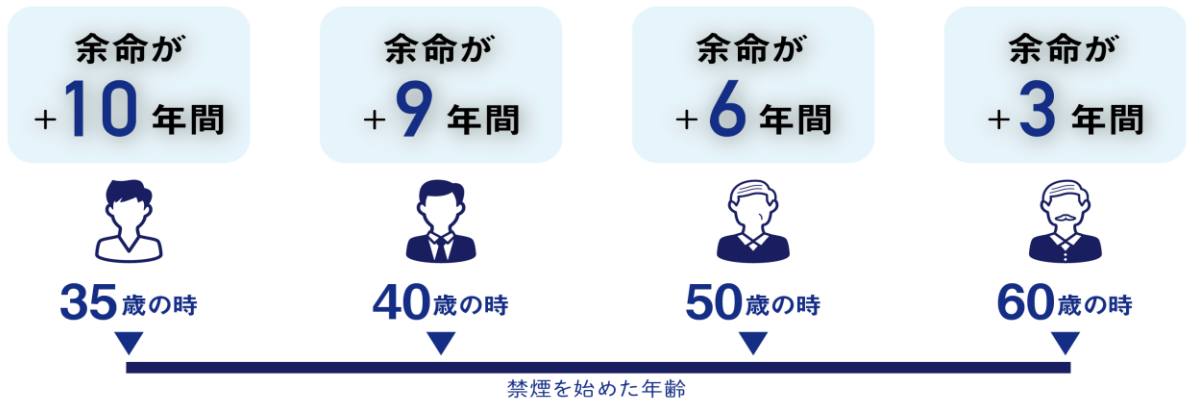 余命が
+10年間
余命が
+9年間
余命が
+6年間
余命が
+3年間
35歳の時
40歳の時
50歳の時
60歳の時
禁煙を始めた年齢